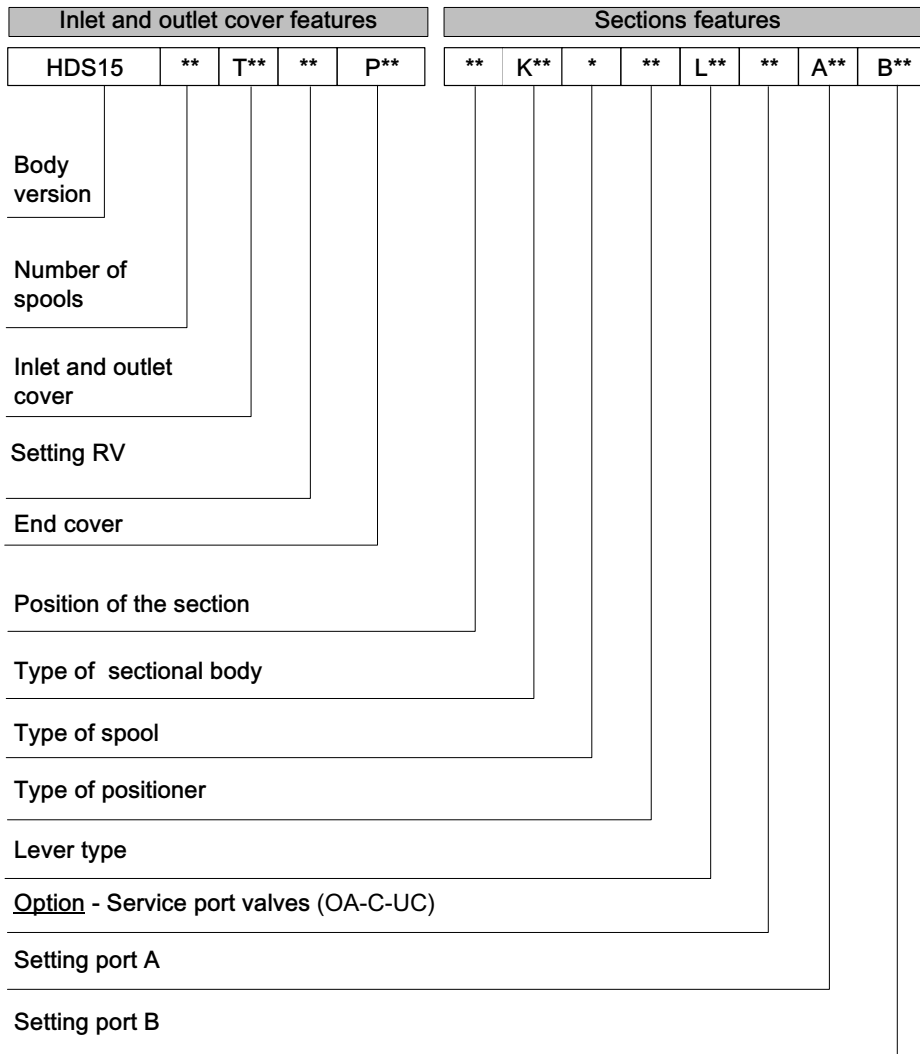 Inlet and outlet cover features Sections features
HDS15 ** T** ** P** ** K** * ** L** ** A** B**
Body
version
Number of
spools
Inlet and outlet
cover
Setting RV
End cover
Position of the section
Type of sectional body
Type of spool
Type of positioner
Lever type
Option - Service port valves (OA-C-UC)
Setting port A
Setting port B